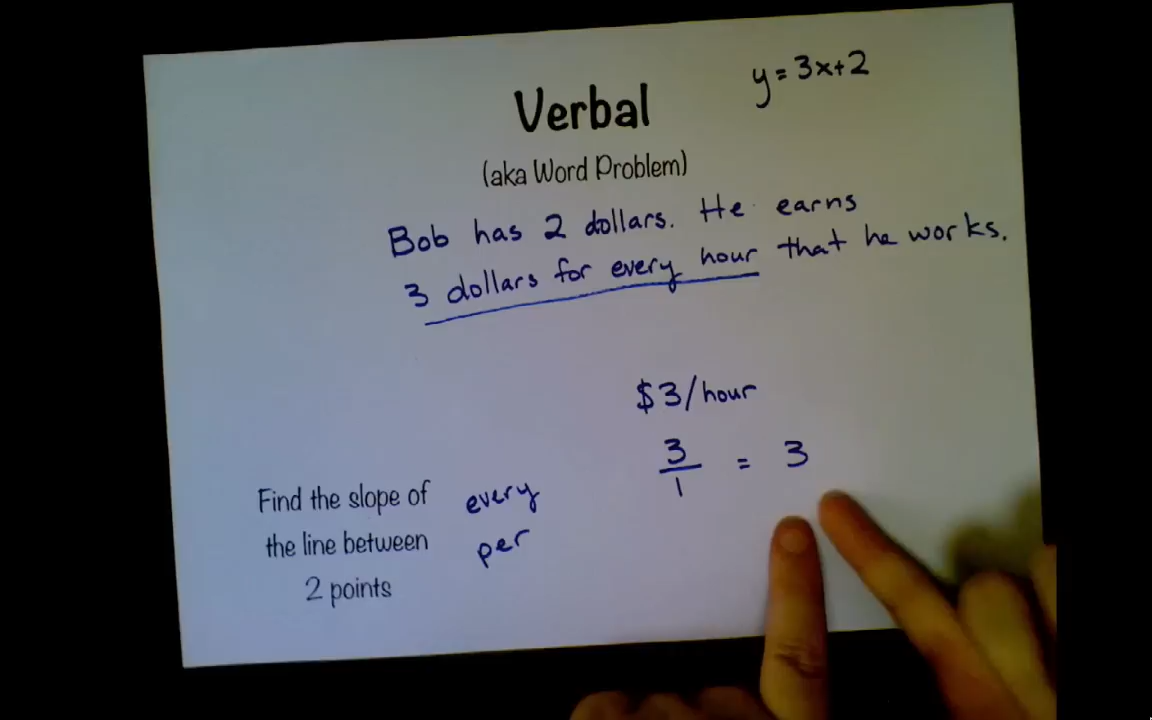 y = 3x+2
Verbal
(aka Word Problem)
Bob has 2 dollars. He earns
3 dollars for every hour that he works.
$3/hour
3/1 = 3
Find the slope of
the line between
2 points
every
per